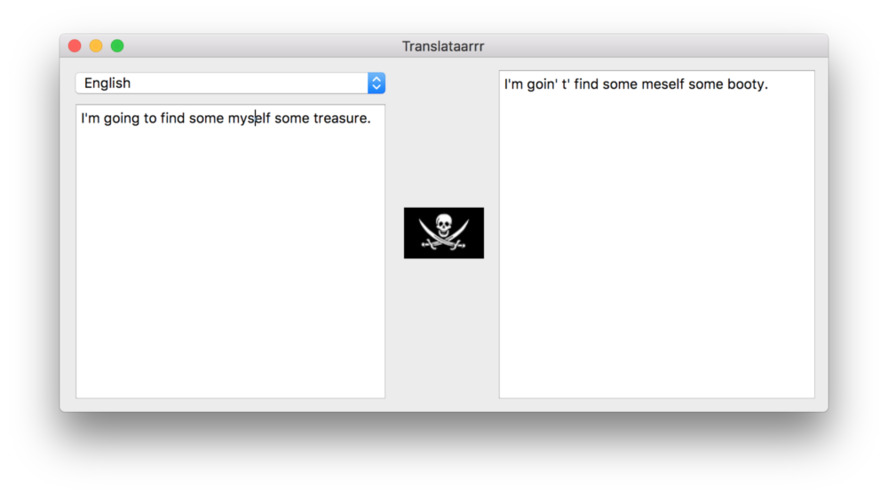 Translataarrr
English
I'm going to find some myself some treasure.
I'm goin' t' find some meself some booty.